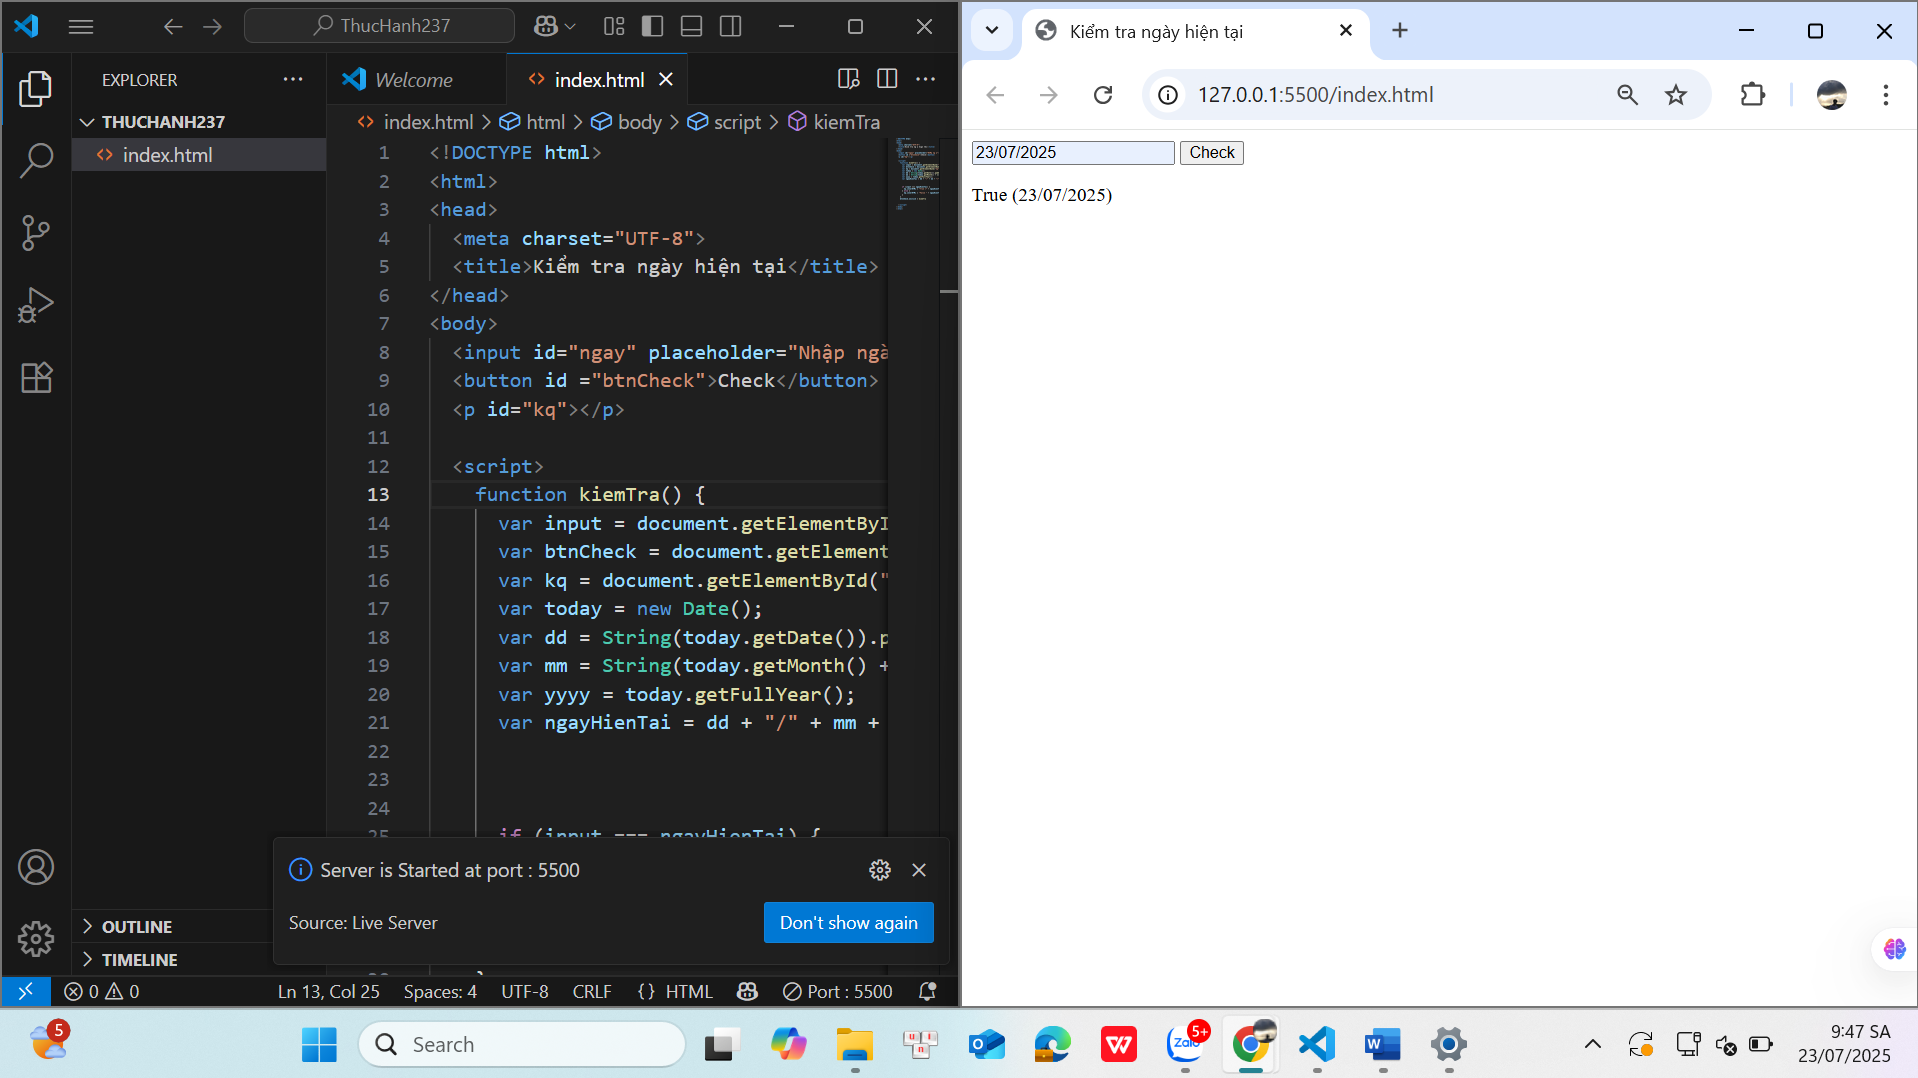 ThucHanh237
EXPLORER
THUCHANH237
index.html
OUTLINE
TIMELINE
Welcome
index.html
index.html > html > body > script > kiemTra
1 <!DOCTYPE html>
2 <html>
3 <head>
4 <meta charset="UTF-8">
5 <title>Kiểm tra ngày hiện tại</title>
6 </head>
7 <body>
8 <input id="ngay" placeholder="Nhập ngà
9 <button id ="btnCheck">Check</button>
10 <p id="kq"></p>
11
12 <script>
13 function kiemTra() {
14 var input = document.getElementByI
15 var btnCheck = document.getElement
16 var kq = document.getElementById("
17 var today = new Date();
18 var dd = String(today.getDate()).p
19 var mm = String(today.getMonth() +
20 var yyyy = today.getFullYear();
21 var ngayHienTai = dd + "/" + mm +
22
23
24
25 if (input === ngayHienTai) {
Server is Started at port : 5500
Source: Live Server
Don't show again
0 0
Ln 13, Col 25
Spaces: 4
UTF-8
CRLF
{} HTML
Port : 5500
Kiểm tra ngày hiện tại
127.0.0.1:5500/index.html
23/07/2025
Check
True (23/07/2025)
5
Search
Zalo
5+
9:47 SA
23/07/2025